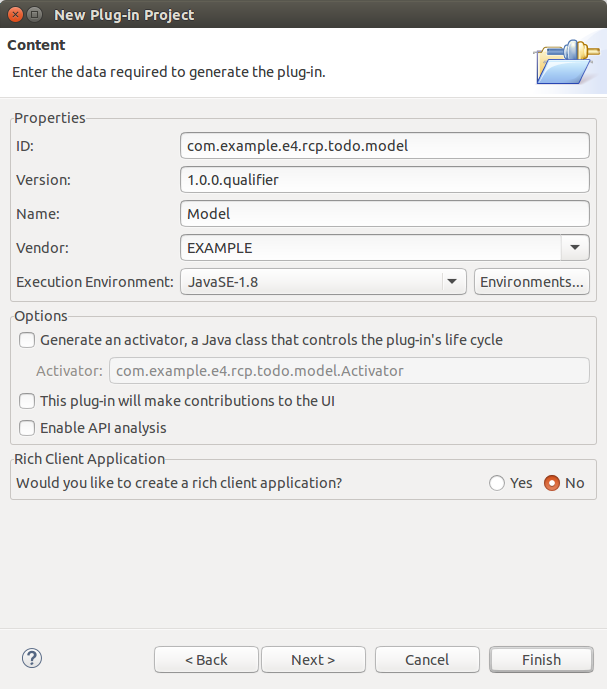 New Plug-in Project
Content
Enter the data required to generate the plug-in.
Properties
ID: com.example.e4.rcp.todo.model
Version: 1.0.0.qualifier
Name: Model
Vendor: EXAMPLE
Execution Environment: JavaSE-1.8 Environments...
Options
Generate an activator, a Java class that controls the plug-in's life cycle
Activator: com.example.e4.rcp.todo.model.Activator
This plug-in will make contributions to the UI
Enable API analysis
Rich Client Application
Would you like to create a rich client application? Yes No
? < Back Next > Cancel Finish